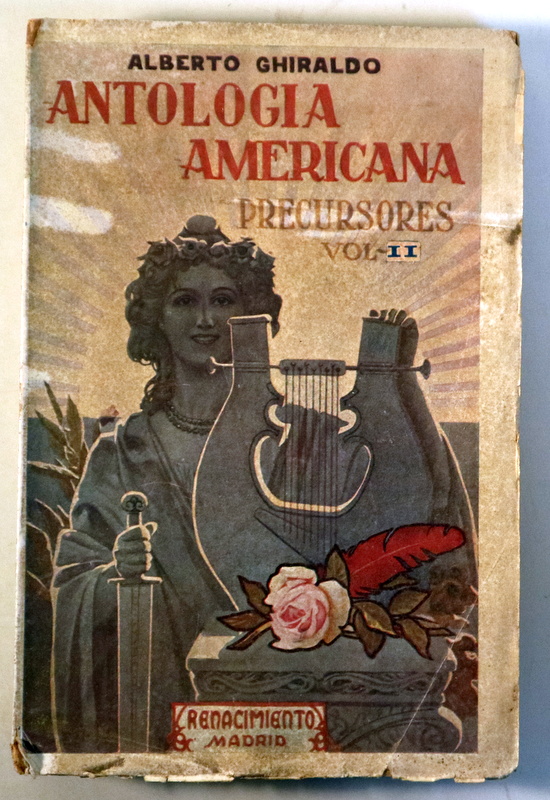 ALBERTO GHIRALDO
ANTOLOGIA
AMERICANA
PRECURSORES
VOL-II
RENACIMIENTO
MADRID